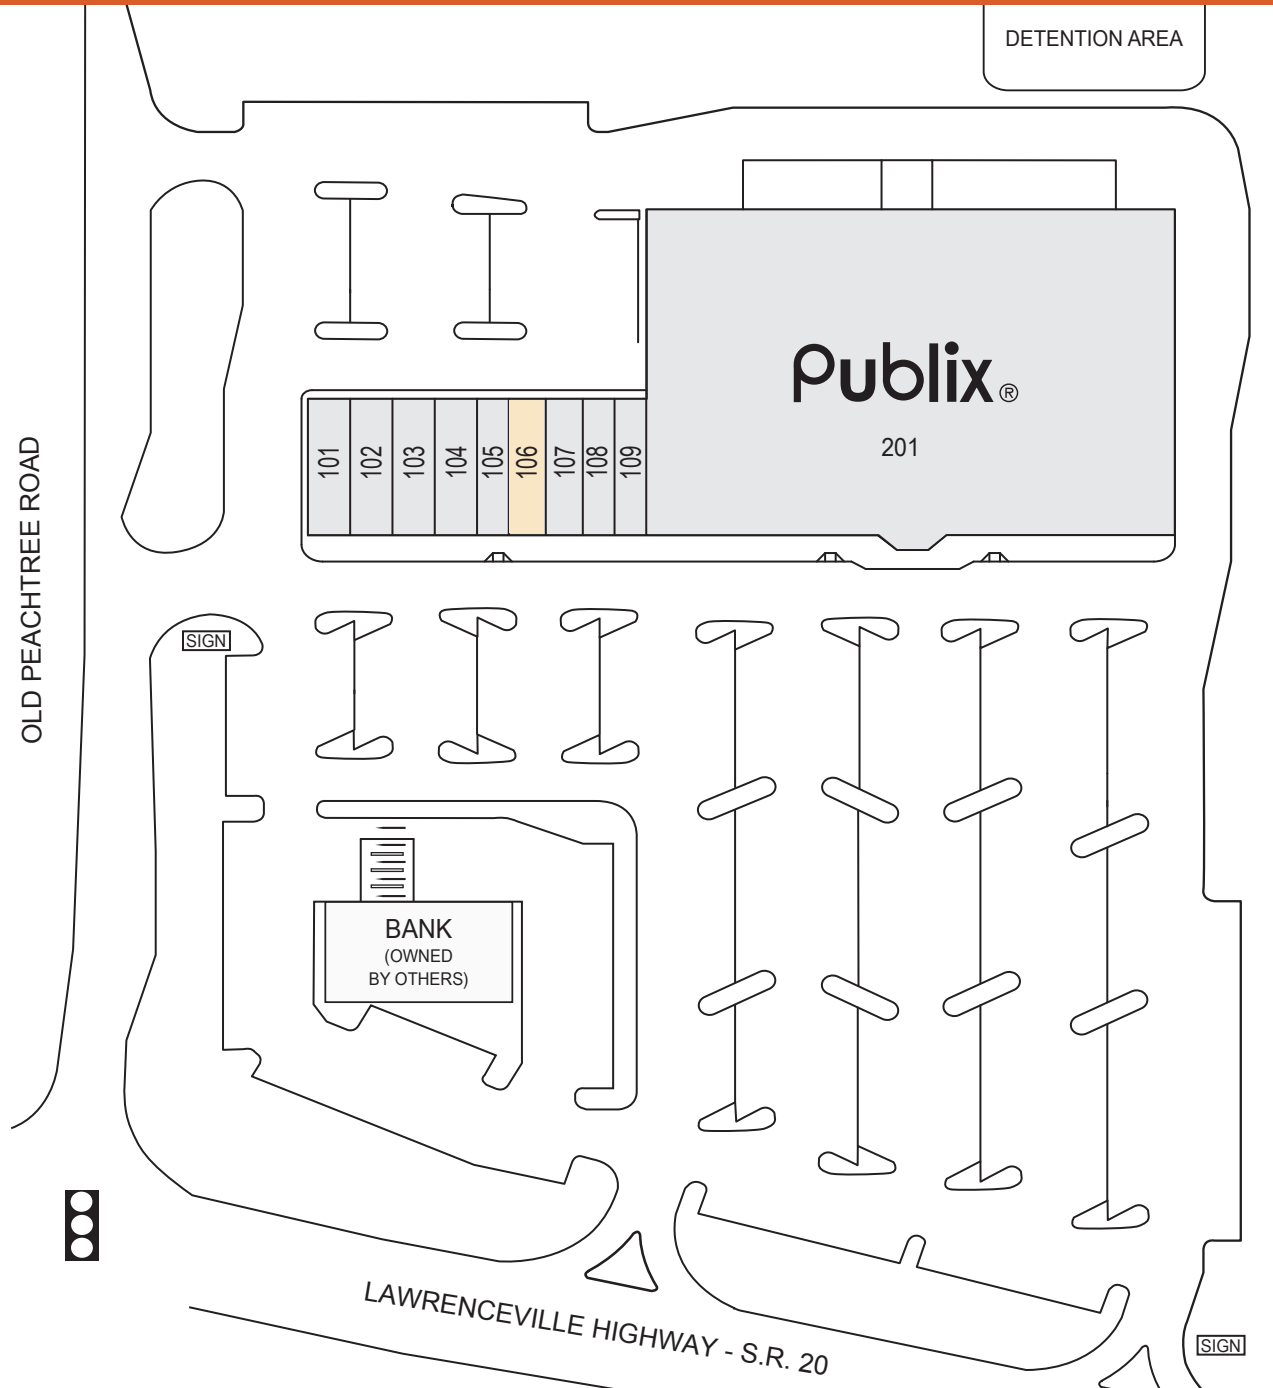 DETENTION AREA
Publix®
201
101
102
103
104
105
106
107
108
109
OLD PEACHTREE ROAD
SIGN
BANK
(OWNED
BY OTHERS)
LAWRENCEVILLE HIGHWAY - S.R. 20
SIGN